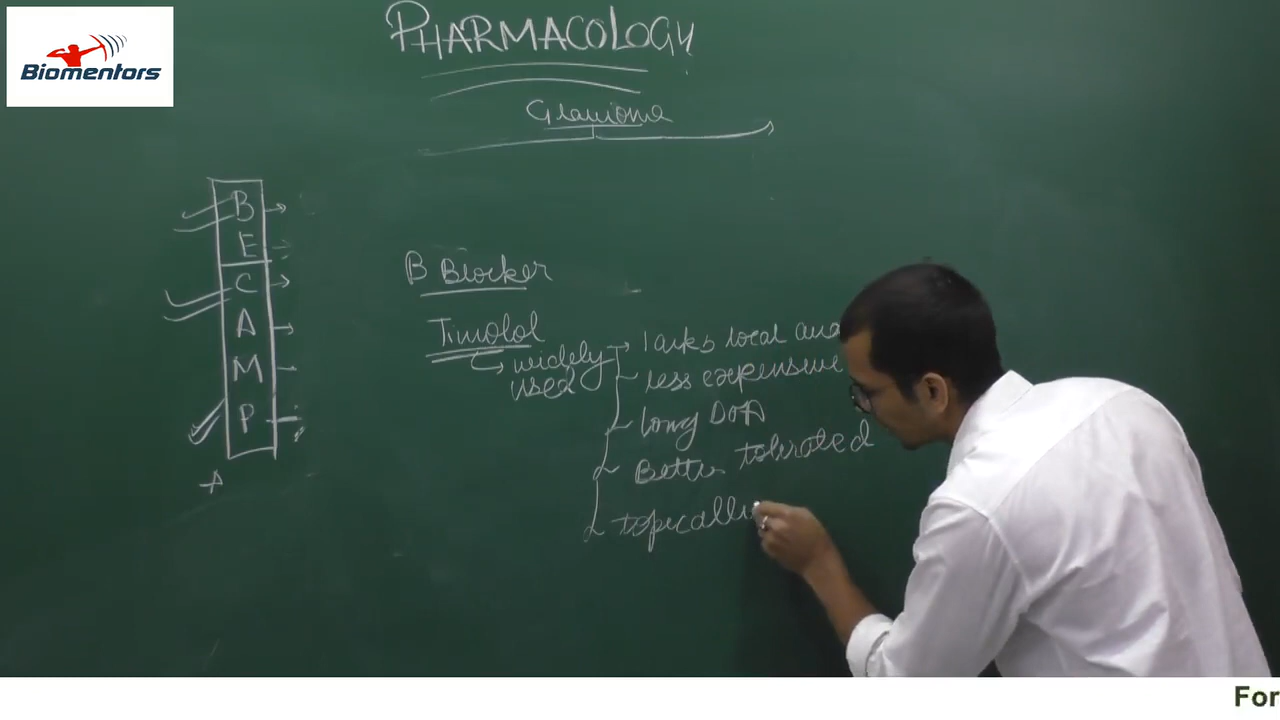 Biomentors
PHARMACOLOGY
Glaucoma
B
E
C
A
M
P
B Blocker
Timolol
widely
used
lacks local ana
less expensive
long DOA
Better tolerated
topically
For